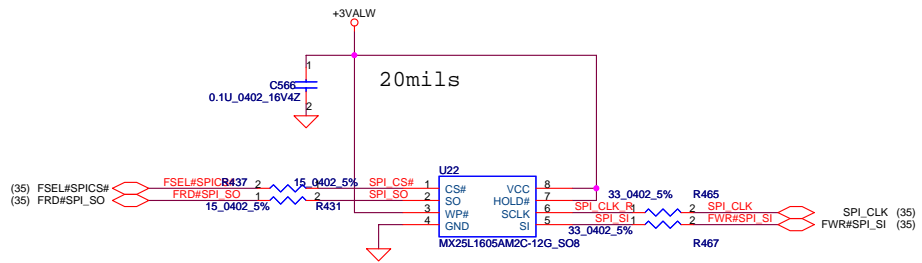 +3VALW
1
C566
0.1U_0402_16V4Z
2
20mils
U22
(35) FSEL#SPICS#
FSEL#SPICS#
R437
2
15_0402_5%
1
SPI_CS#
1
CS#
VCC
8
(35) FRD#SPI_SO
FRD#SPI_SO
2
1
SPI_SO
2
SO
HOLD#
7
33_0402_5%
R465
15_0402_5%
R431
3
WP#
SCLK
6
SPI_CLK_R
1
2
SPI_CLK
SPI_CLK (35)
4
GND
SI
5
SPI_SI
1
2
FWR#SPI_SI
FWR#SPI_SI (35)
MX25L1605AM2C-12G_SO8
33_0402_5%
R467